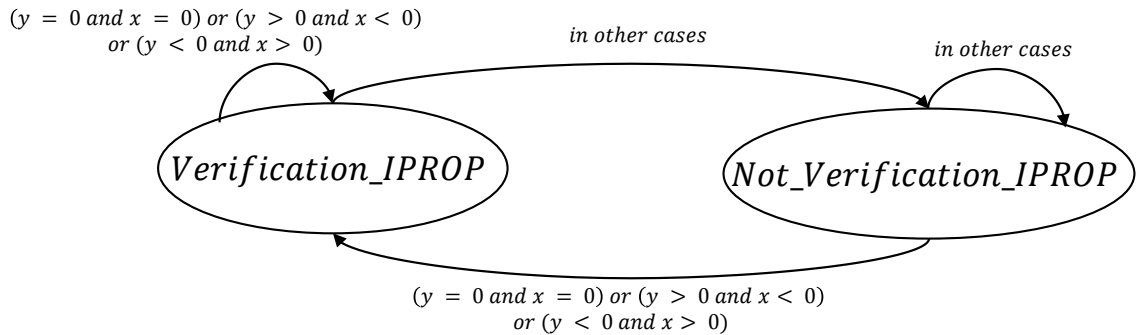 (y = 0 and x = 0) or (y > 0 and x < 0)
or (y < 0 and x > 0)
in other cases
in other cases
Verification_IPROP
Not_Verification_IPROP
(y = 0 and x = 0) or (y > 0 and x < 0)
or (y < 0 and x > 0)